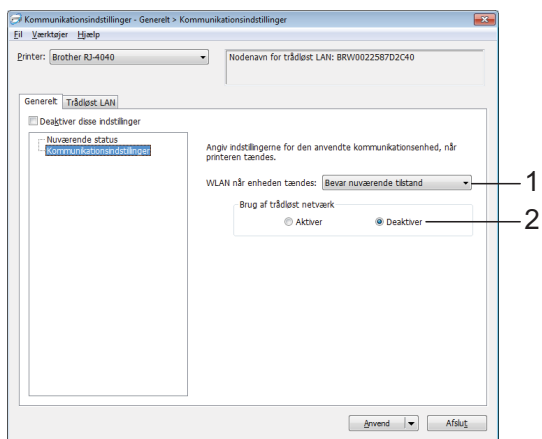 Kommunikationsindstillinger - Generelt > Kommunikationsindstillinger
Fil Værktøjer Hjælp
Printer: Brother RJ-4040
Nodenavn for trådløst LAN: BRW0022587D2C40
Generelt Trådløst LAN
Deaktiver disse indstillinger
Nuværende status
Kommunikationsindstillinger
Angiv indstillingerne for den anvendte kommunikationsenhed, når
printeren tændes.
WLAN når enheden tændes: Bevar nuværende tilstand
1
Brug af trådløst netværk
Aktiver Deaktiver
2
Anvend Afslut